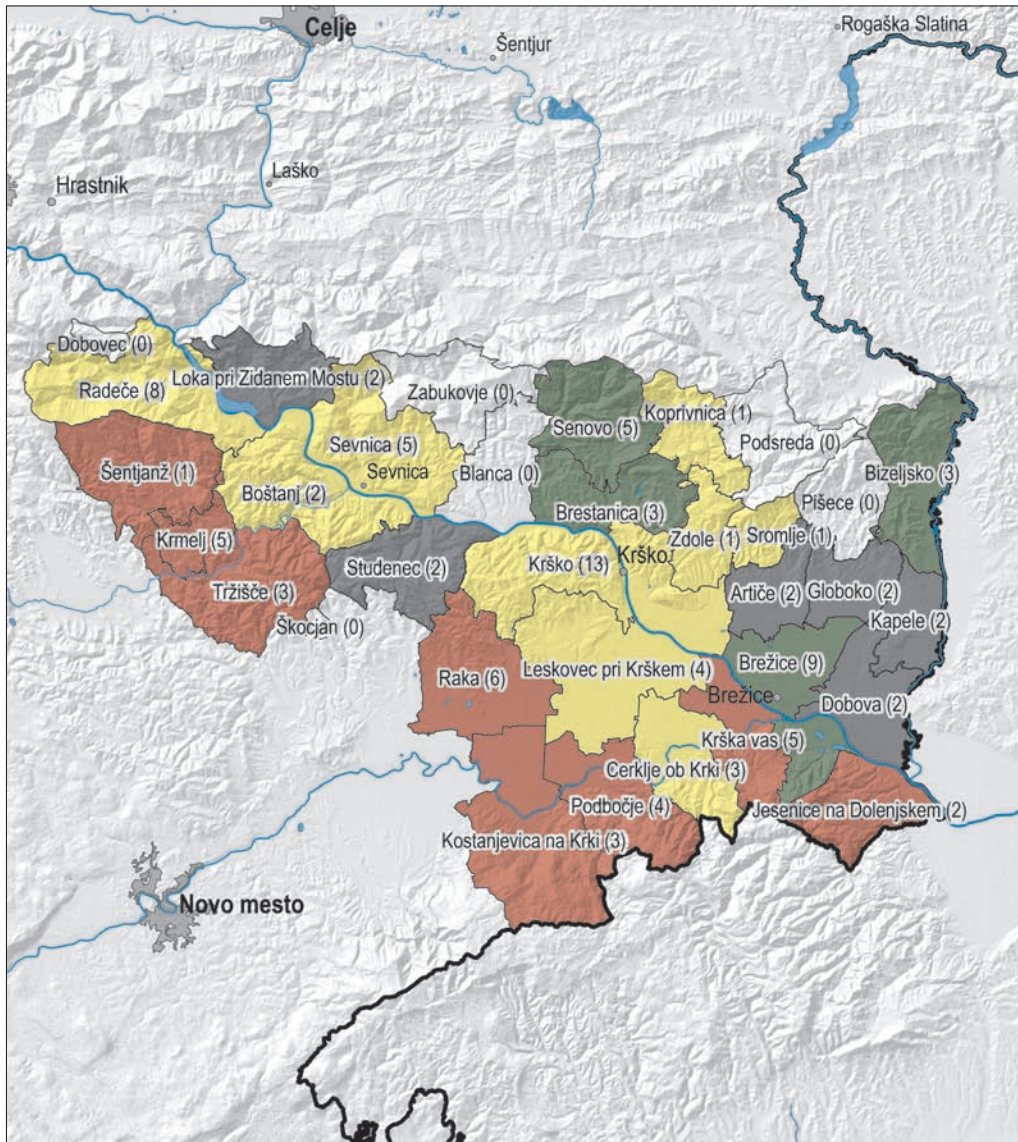 Celje
Rogaška Slatina
Šentjur
Laško
Hrastnik
Dobovec (0)
Loka pri Zidanem Mostu (2)
Radeče (8)
Zabukovje (0)
Koprivnica (1)
Senovo (5)
Sevnica (5)
Podsreda (0)
Šentjanž (1)
Sevnica
Blanca (0)
Bizeljsko (3)
Boštanj (2)
Pišece (0)
Brestanica (3)
Krmelj (5)
Zdole (1)
Sromlje (1)
Krško
Studenec (2)
Krško (13)
Tržišče (3)
Artiče (2)
Globoko (2)
Kapele (2)
Škocjan (0)
Brežice (9)
Raka (6)
Leskovec pri Krškem (4)
Brežice
Dobova (2)
Krška vas (5)
Cerklje ob Krki (3)
Podbočje (4)
Jesenice na Dolenjskem (2)
Kostanjevica na Krki (3)
Novo mesto